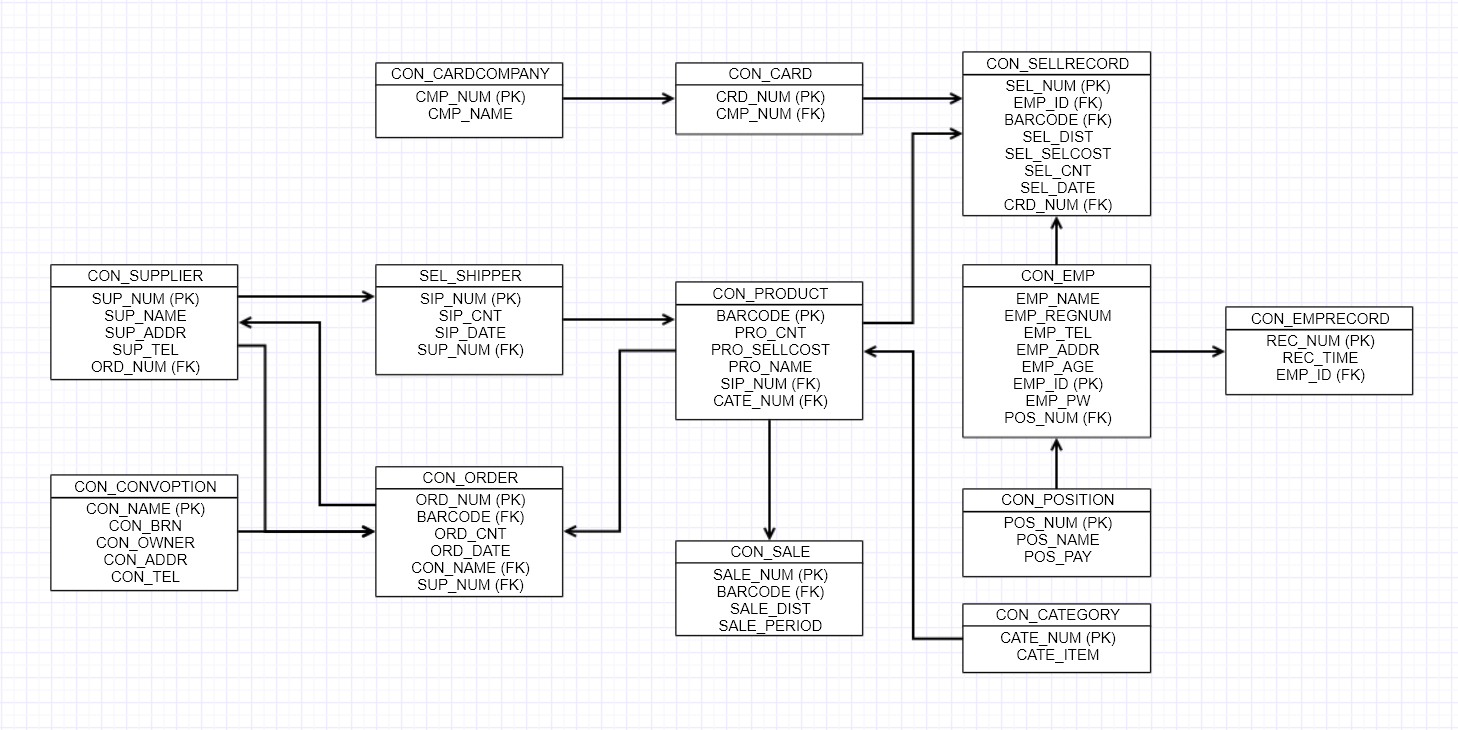 CON_CARDCOMPANY
CMP_NUM (PK)
CMP_NAME
CON_CARD
CRD_NUM (PK)
CMP_NUM (FK)
CON_SELLRECORD
SEL_NUM (PK)
EMP_ID (FK)
BARCODE (FK)
SEL_DIST
SEL_SELCOST
SEL_CNT
SEL_DATE
CRD_NUM (FK)
CON_SUPPLIER
SUP_NUM (PK)
SUP_NAME
SUP_ADDR
SUP_TEL
ORD_NUM (FK)
SEL_SHIPPER
SIP_NUM (PK)
SIP_CNT
SIP_DATE
SUP_NUM (FK)
CON_PRODUCT
BARCODE (PK)
PRO_CNT
PRO_SELLCOST
PRO_NAME
SIP_NUM (FK)
CATE_NUM (FK)
CON_EMP
EMP_NAME
EMP_REGNUM
EMP_TEL
EMP_ADDR
EMP_AGE
EMP_ID (PK)
EMP_PW
POS_NUM (FK)
CON_EMPRECORD
REC_NUM (PK)
REC_TIME
EMP_ID (FK)
CON_CONVOPTION
CON_NAME (PK)
CON_BRN
CON_OWNER
CON_ADDR
CON_TEL
CON_ORDER
ORD_NUM (PK)
BARCODE (FK)
ORD_CNT
ORD_DATE
CON_NAME (FK)
SUP_NUM (FK)
CON_SALE
SALE_NUM (PK)
BARCODE (FK)
SALE_DIST
SALE_PERIOD
CON_POSITION
POS_NUM (PK)
POS_NAME
POS_PAY
CON_CATEGORY
CATE_NUM (PK)
CATE_ITEM